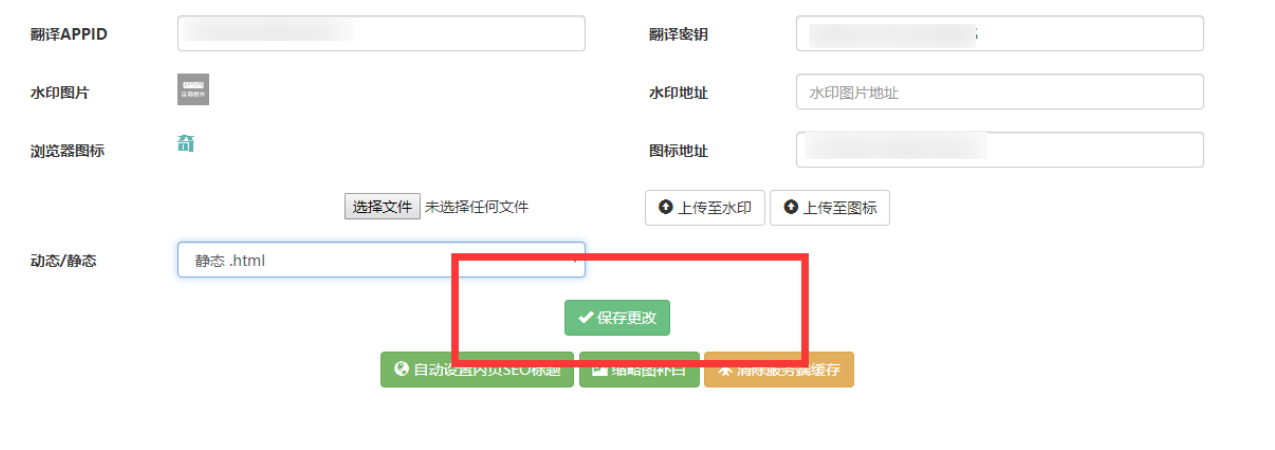 翻译APPID 翻译密钥
水印图片 水印地址 水印图片地址
浏览器图标 图标地址
选择文件 未选择任何文件 上传至水印 上传至图标
动态/静态 静态 .html
保存更改
自动设置内页SEO标题 缩略图补白 清除服务端缓存